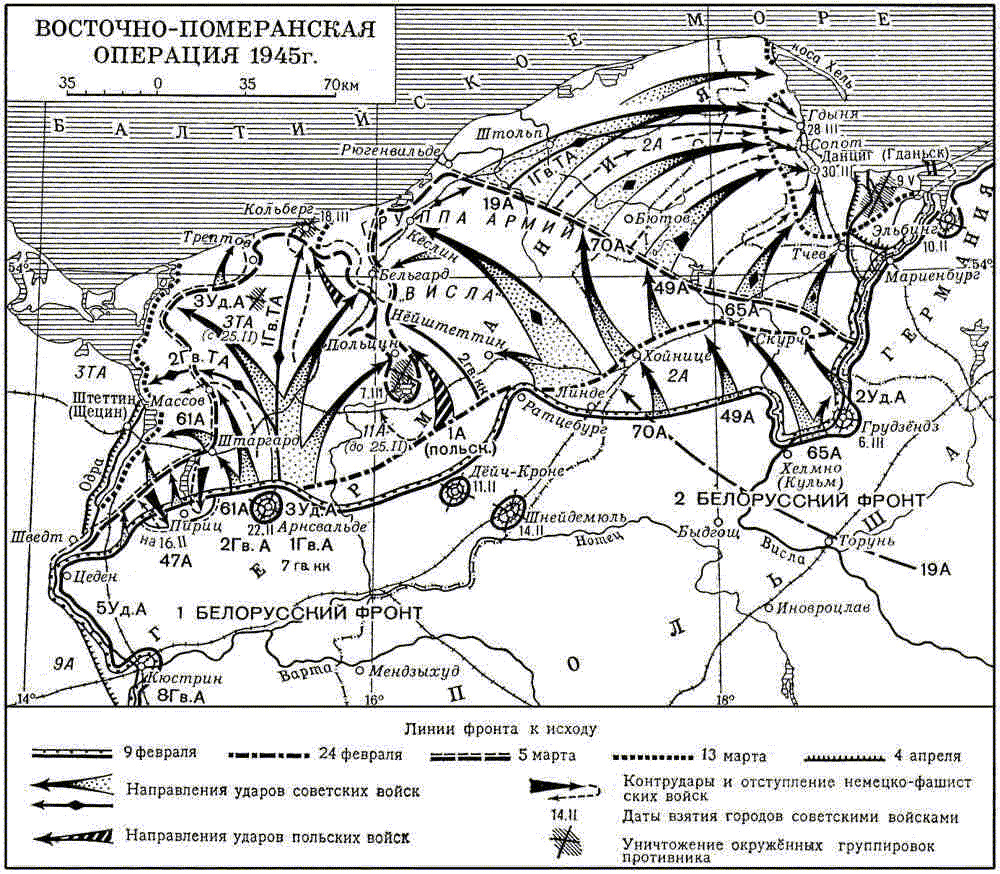 ВОСТОЧНО-ПОМЕРАНСКАЯ
ОПЕРАЦИЯ 1945г.
35 0 35 70км
БАЛТИЙСКОЕ МОРЕ
коса Хель
Гдыня
28 III
Сопот
Данциг (Гданьск)
30 III
9 V
Штольп
Рюгенвальде
1Гв.ТА
2А
19А
Кольберг
18.III
ГРУППА АРМИЙ
"ВИСЛА"
Бютов
Эльбинг
10.II
Трептов
Кёслин
70А
Тчев
Мариенбург
54°
54°
Бельгард
49А
3Уд.А
3ТА
(с 25.II)
1Гв.ТА
65А
Нёйштеттин
Скурч
2Гв.ТА
Польцин
2гв.кк
Хойнице
2А
3ТА
Штеттин
(Щецин)
Массов
7.III
Линде
2Уд.А
61А
11А
(до 25.II)
1А
(польск.)
Ратцебург
70А
49А
Грудзёндз
6.III
Штаргард
65А
Хелмно
(Кульм)
Одра
Дёйч-Кроне
11.II
2 БЕЛОРУССКИЙ ФРОНТ
61А
3Уд.А
Пириц
22.II
Арнсвальде
Шнейдемюль
14.II
Шведт
на 16.II
2Гв.А
1Гв.А
Быдгощ
Торунь
47А
7 гв.кк
Нотец
Висла
19А
Цеден
5Уд.А
1 БЕЛОРУССКИЙ ФРОНТ
Иновроцлав
9А
Варта
Мендзыхуд
Кюстрин
8Гв.А
ГЕРМАНИЯ
ПОЛЬША
14° 16° 18°
Линии фронта к исходу
9 февраля 24 февраля 5 марта 13 марта 4 апреля
Направления ударов советских войск
Контрудары и отступление немецко-фашист
ских войск
14.II Даты взятия городов советскими войсками
Направления ударов польских войск
Уничтожение окружённых группировок
противника